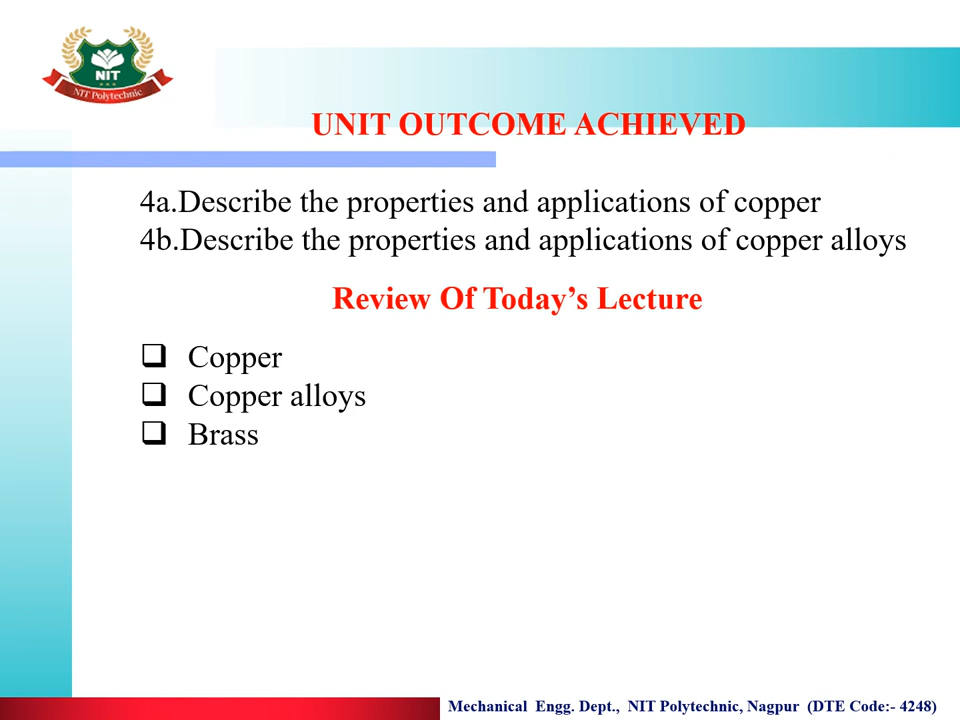 NIT
NIT Polytechnic
UNIT OUTCOME ACHIEVED
4a.Describe the properties and applications of copper
4b.Describe the properties and applications of copper alloys
Review Of Today’s Lecture
❑ Copper
❑ Copper alloys
❑ Brass
Mechanical Engg. Dept., NIT Polytechnic, Nagpur (DTE Code:- 4248)